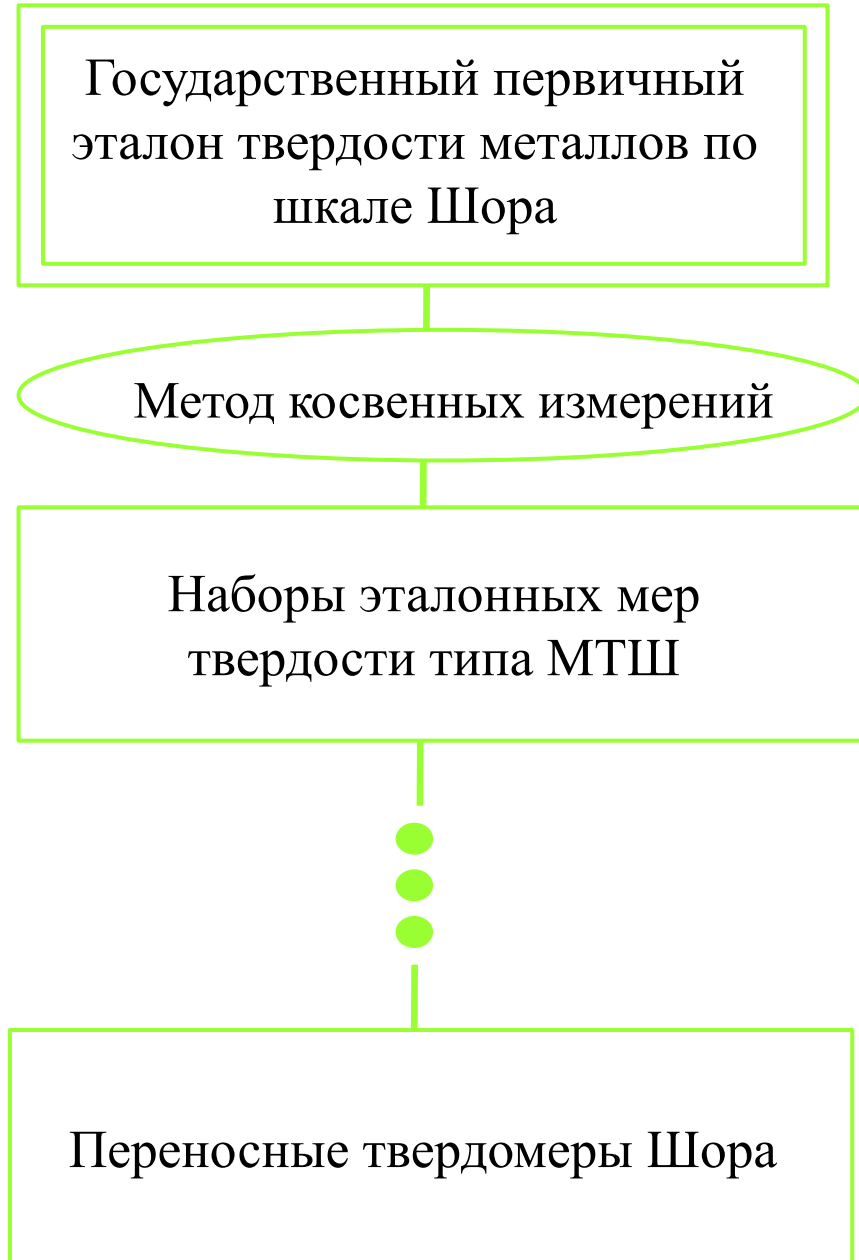 Государственный первичный
эталон твердости металлов по
шкале Шора
Метод косвенных измерений
Наборы эталонных мер
твердости типа МТШ
Переносные твердомеры Шора